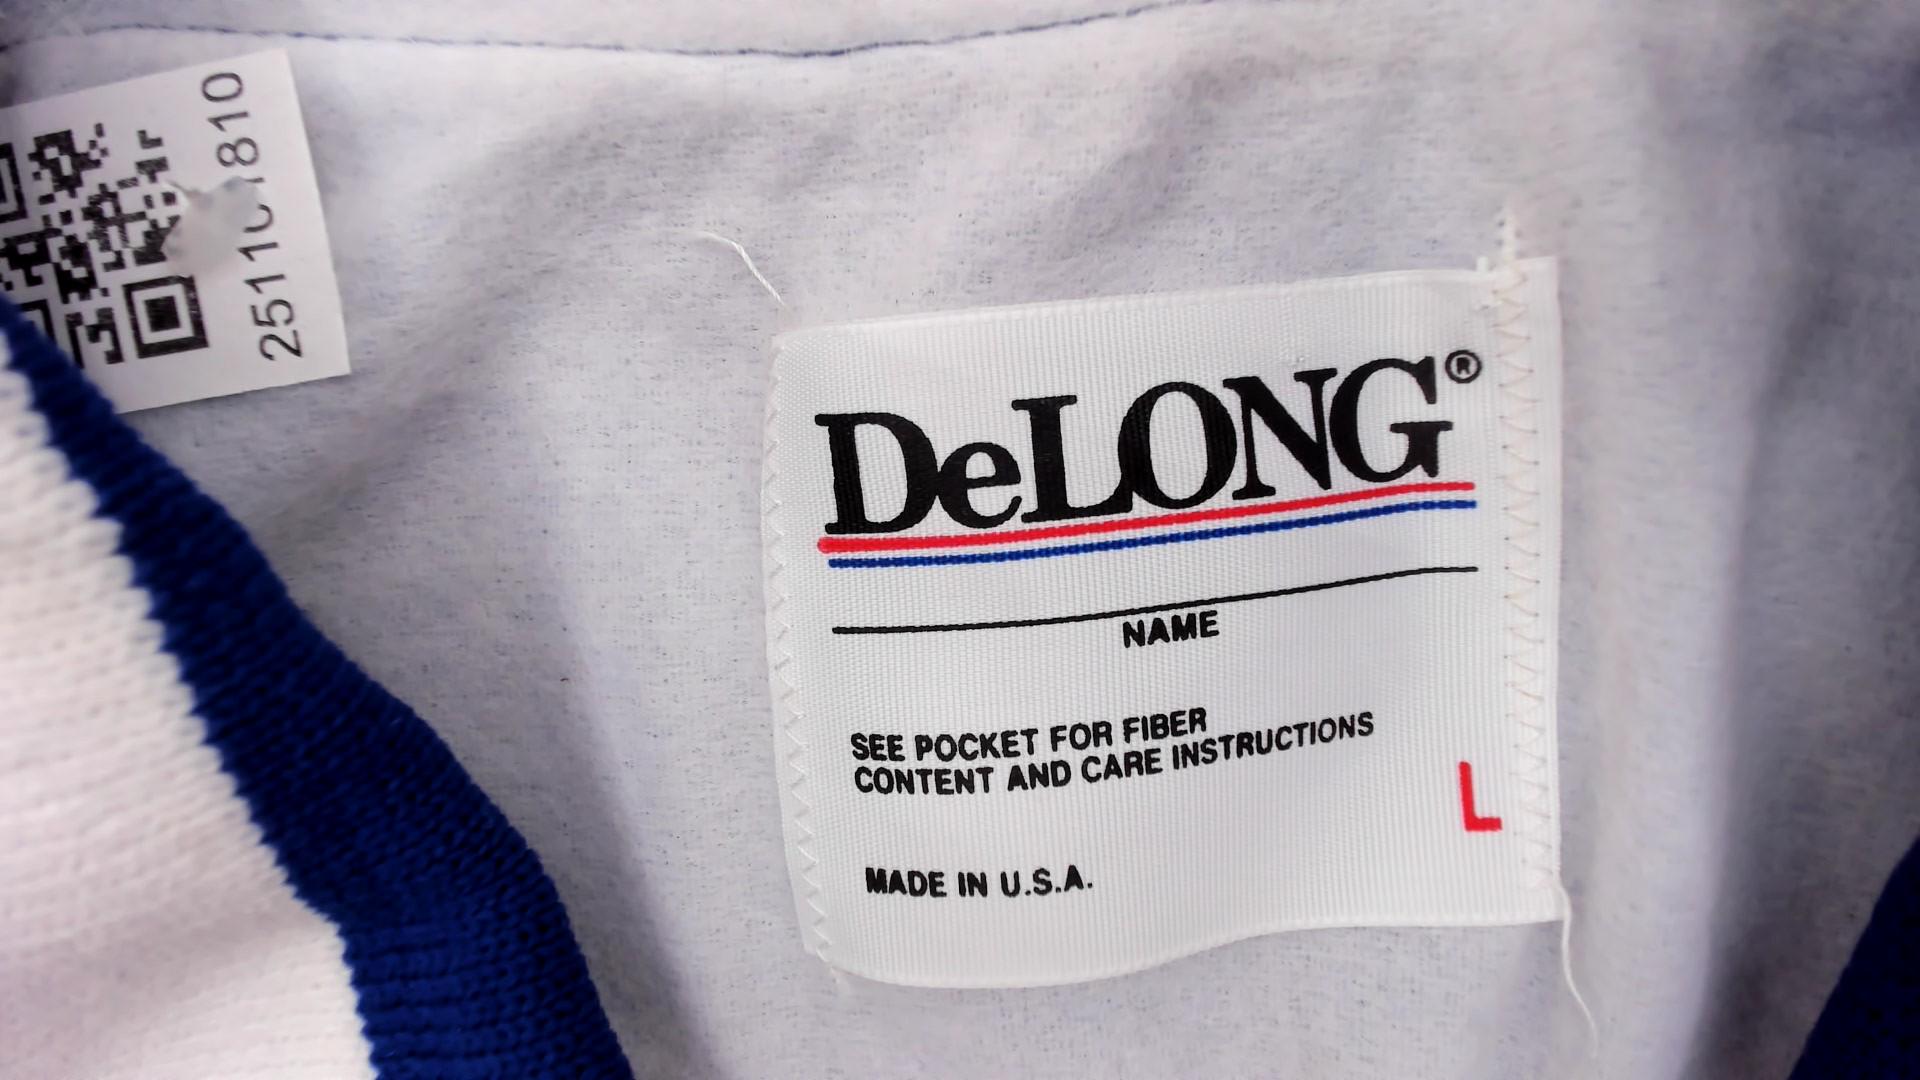 DeLONG®
NAME
SEE POCKET FOR FIBER
CONTENT AND CARE INSTRUCTIONS
L
MADE IN U.S.A.